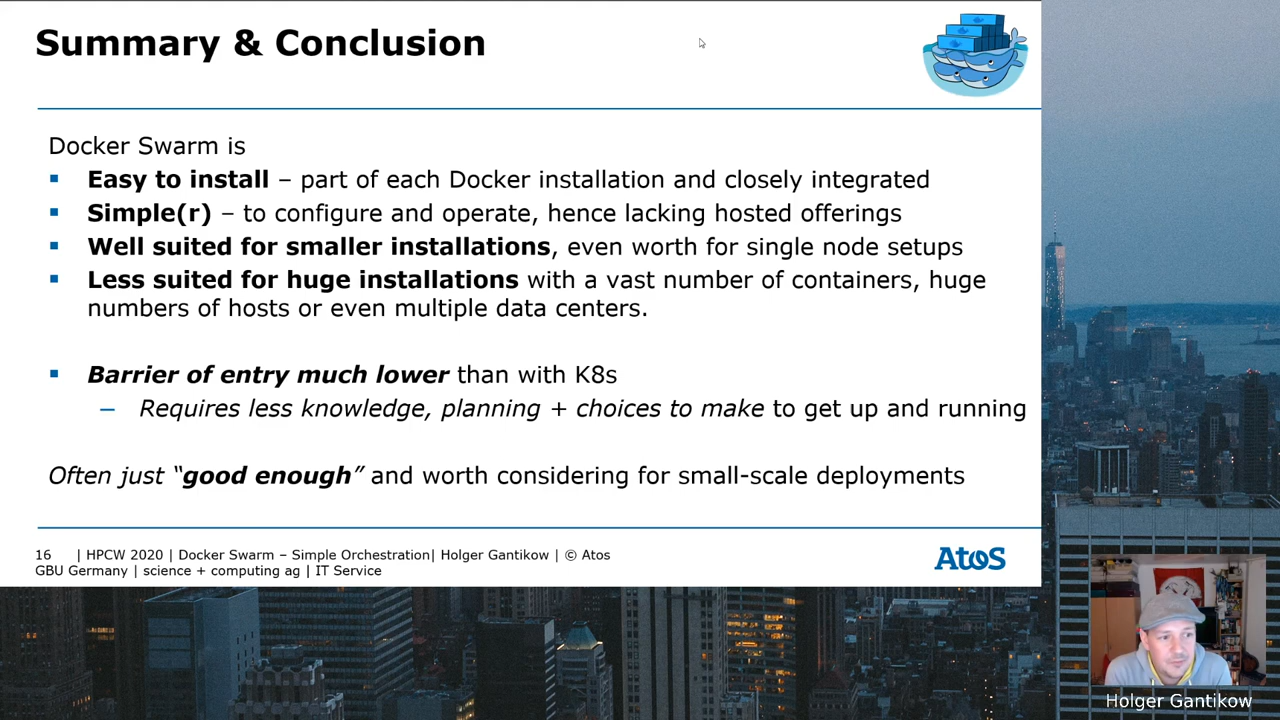 Summary & Conclusion
Docker Swarm is
▪ Easy to install – part of each Docker installation and closely integrated
▪ Simple(r) – to configure and operate, hence lacking hosted offerings
▪ Well suited for smaller installations, even worth for single node setups
▪ Less suited for huge installations with a vast number of containers, huge
numbers of hosts or even multiple data centers.
▪ Barrier of entry much lower than with K8s
– Requires less knowledge, planning + choices to make to get up and running
Often just “good enough” and worth considering for small-scale deployments
16 | HPCW 2020 | Docker Swarm – Simple Orchestration| Holger Gantikow | © Atos
GBU Germany | science + computing ag | IT Service
Atos
Holger Gantikow